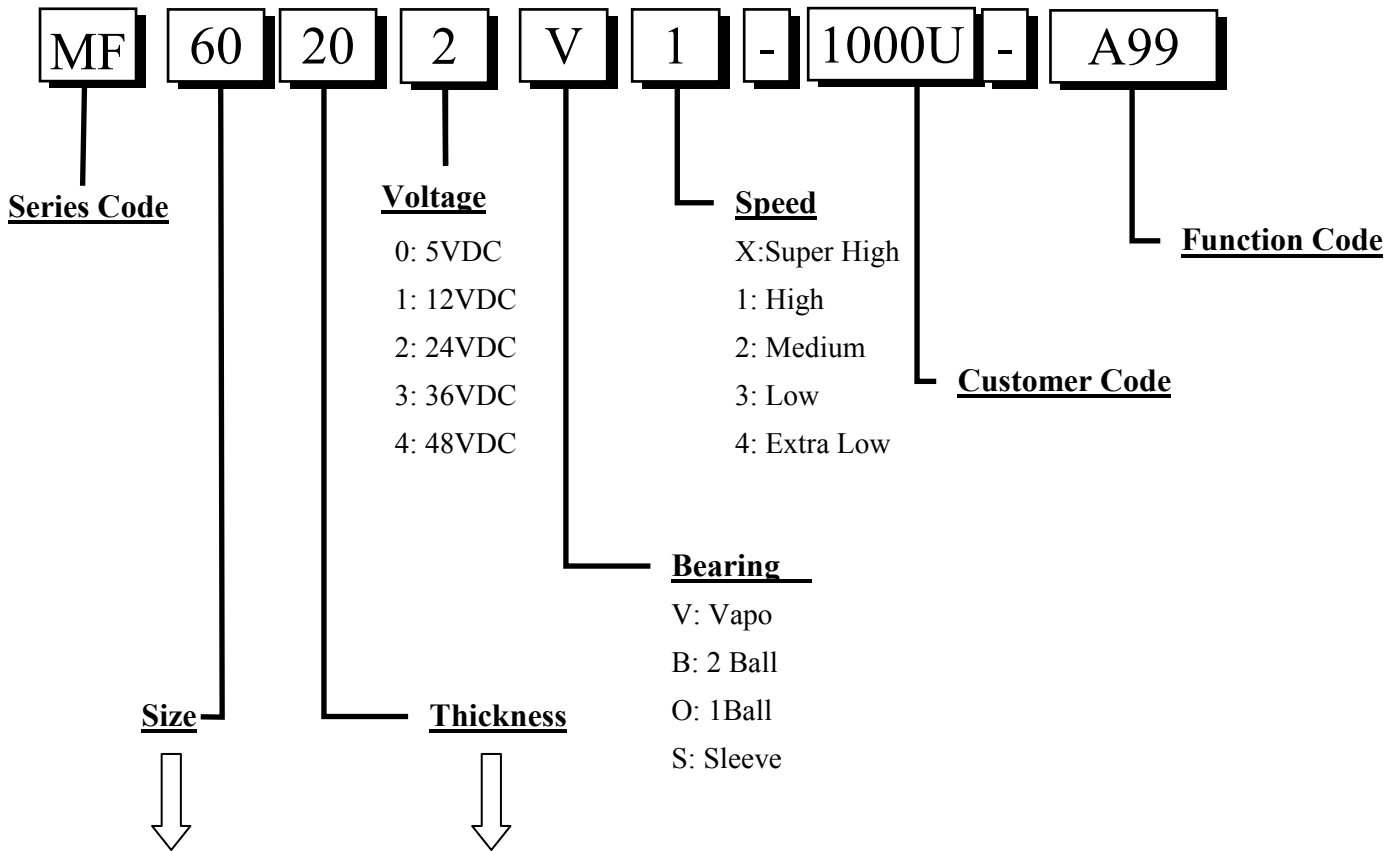 MF 60 20 2 V 1 - 1000U - A99
Series Code
Voltage
0: 5VDC
1: 12VDC
2: 24VDC
3: 36VDC
4: 48VDC
Speed
X:Super High
1: High
2: Medium
3: Low
4: Extra Low
Function Code
Customer Code
Bearing
V: Vapo
B: 2 Ball
O: 1Ball
S: Sleeve
Size
Thickness